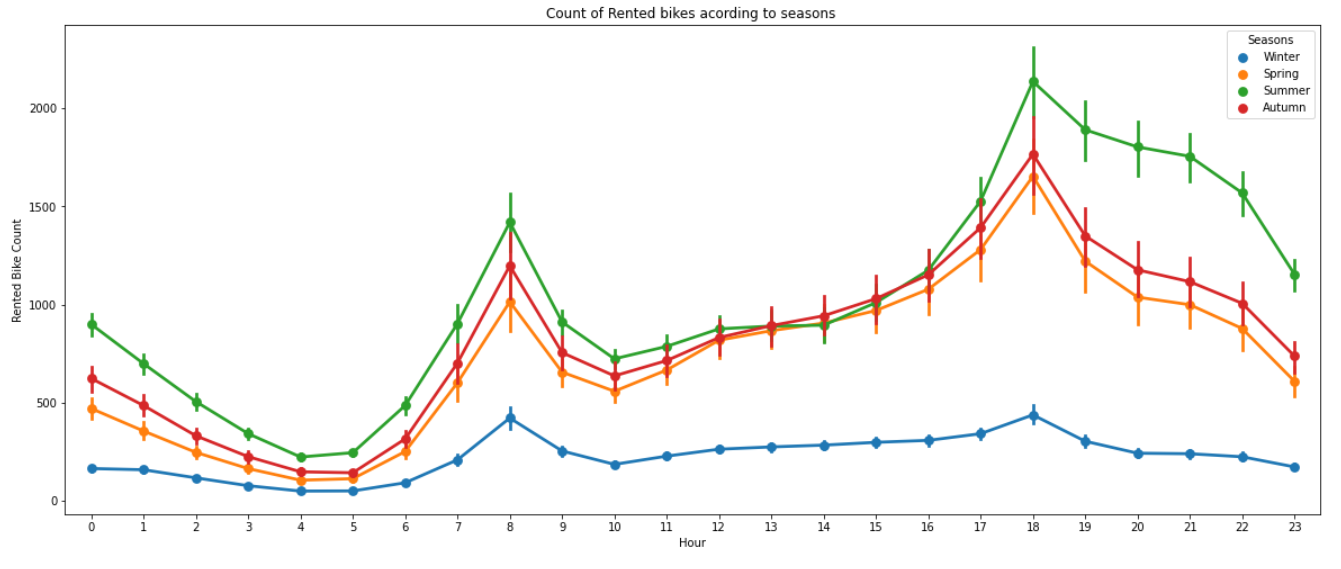 Count of Rented bikes acording to seasons
Seasons
Winter
Spring
Summer
Autumn
2000
1500
1000
500
0
Rented Bike Count
0 1 2 3 4 5 6 7 8 9 10 11 12 13 14 15 16 17 18 19 20 21 22 23
Hour